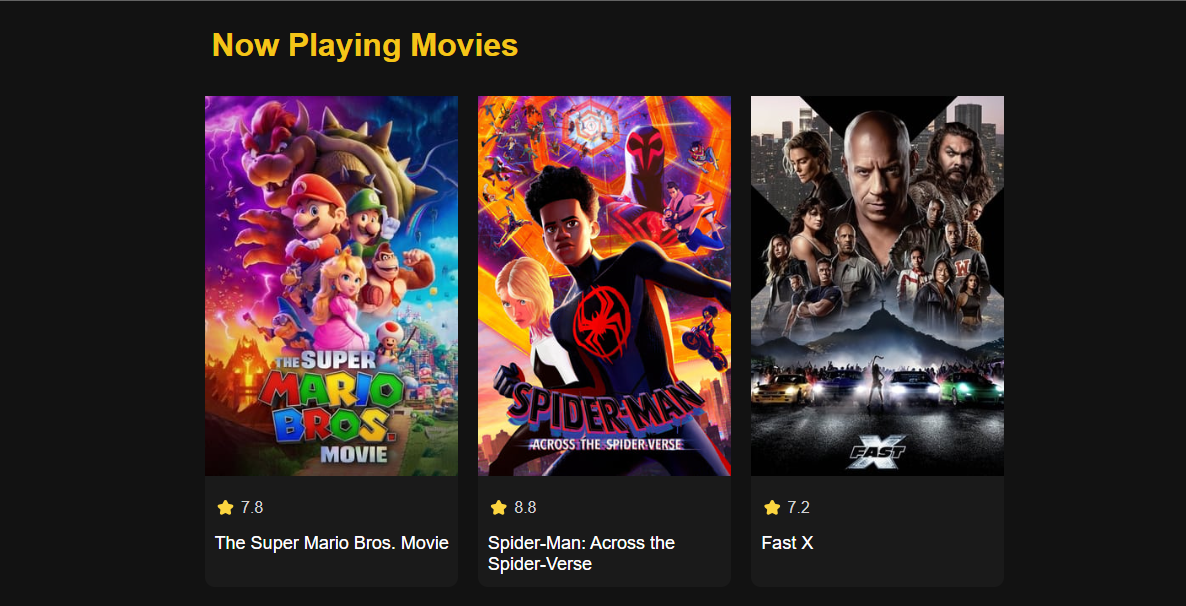 Now Playing Movies
THE SUPER
MARIO
BROS.
MOVIE
SPIDER-MAN
ACROSS THE SPIDER-VERSE
W
FAST
X
7.8
The Super Mario Bros. Movie
8.8
Spider-Man: Across the
Spider-Verse
7.2
Fast X